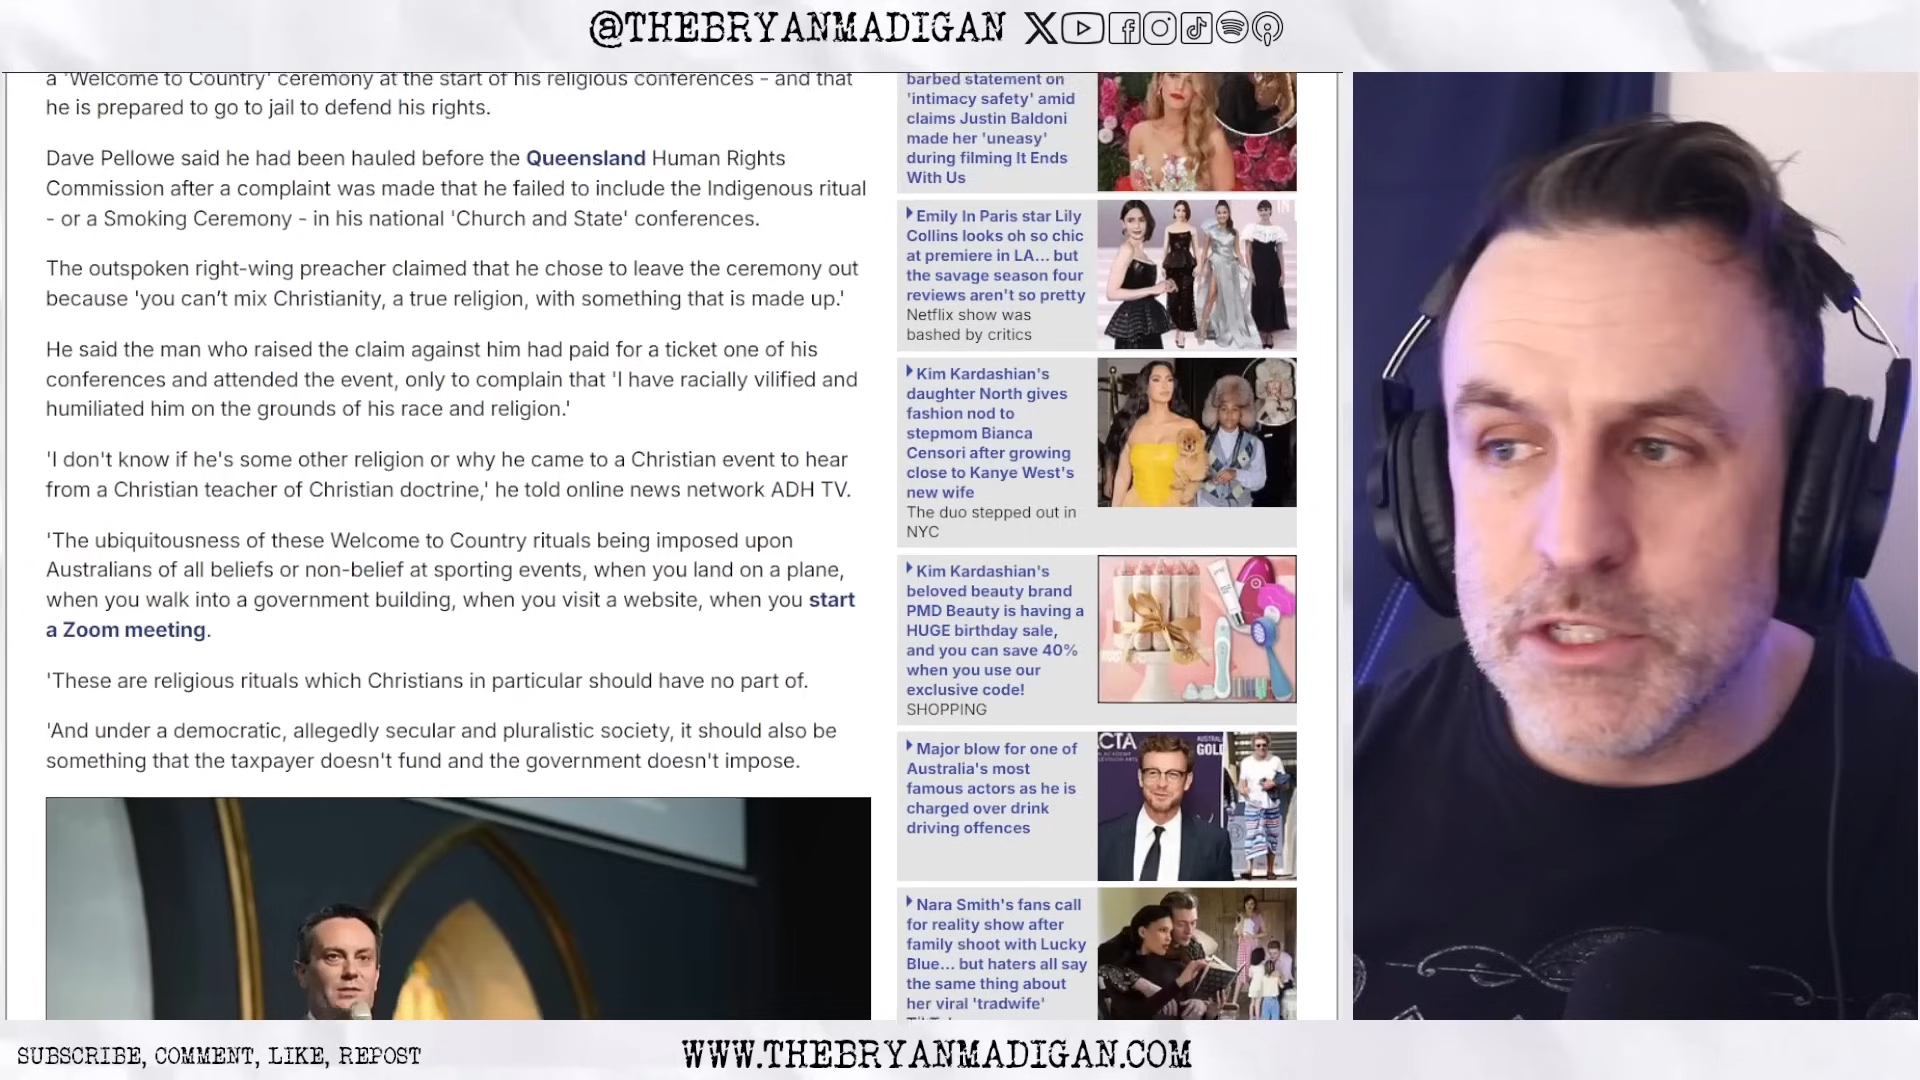 @THEBRYANMADIGAN
a 'Welcome to Country' ceremony at the start of his religious conferences - and that
he is prepared to go to jail to defend his rights.
Dave Pellowe said he had been hauled before the Queensland Human Rights
Commission after a complaint was made that he failed to include the Indigenous ritual
- or a Smoking Ceremony - in his national 'Church and State' conferences.
The outspoken right-wing preacher claimed that he chose to leave the ceremony out
because 'you can't mix Christianity, a true religion, with something that is made up.'
He said the man who raised the claim against him had paid for a ticket one of his
conferences and attended the event, only to complain that 'I have racially vilified and
humiliated him on the grounds of his race and religion.'
'I don't know if he's some other religion or why he came to a Christian event to hear
from a Christian teacher of Christian doctrine,' he told online news network ADH TV.
'The ubiquitousness of these Welcome to Country rituals being imposed upon
Australians of all beliefs or non-belief at sporting events, when you land on a plane,
when you walk into a government building, when you visit a website, when you start
a Zoom meeting.
'These are religious rituals which Christians in particular should have no part of.
'And under a democratic, allegedly secular and pluralistic society, it should also be
something that the taxpayer doesn't fund and the government doesn't impose.
barbed statement on
'intimacy safety' amid
claims Justin Baldoni
made her 'uneasy'
during filming It Ends
With Us
Emily In Paris star Lily
Collins looks oh so chic
at premiere in LA... but
the savage season four
reviews aren't so pretty
Netflix show was
bashed by critics
Kim Kardashian's
daughter North gives
fashion nod to
stepmom Bianca
Censori after growing
close to Kanye West's
new wife
The duo stepped out in
NYC
Kim Kardashian's
beloved beauty brand
PMD Beauty is having a
HUGE birthday sale,
and you can save 40%
when you use our
exclusive code!
SHOPPING
Major blow for one of
Australia's most
famous actors as he is
charged over drink
driving offences
Nara Smith's fans call
for reality show after
family shoot with Lucky
Blue... but haters all say
the same thing about
her viral 'tradwife'
SUBSCRIBE, COMMENT, LIKE, REPOST
WWW.THEBRYANMADIGAN.COM